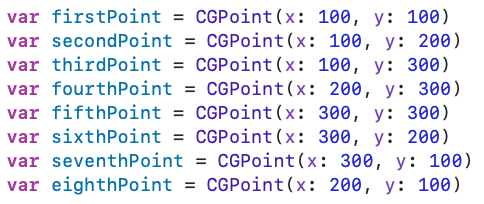 var firstPoint = CGPoint(x: 100, y: 100)
var secondPoint = CGPoint(x: 100, y: 200)
var thirdPoint = CGPoint(x: 100, y: 300)
var fourthPoint = CGPoint(x: 200, y: 300)
var fifthPoint = CGPoint(x: 300, y: 300)
var sixthPoint = CGPoint(x: 300, y: 200)
var seventhPoint = CGPoint(x: 300, y: 100)
var eighthPoint = CGPoint(x: 200, y: 100)